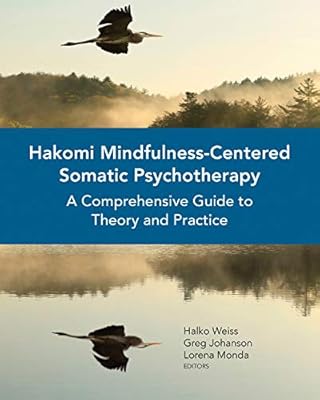 Hakomi Mindfulness-Centered
Somatic Psychotherapy
A Comprehensive Guide to
Theory and Practice
Halko Weiss
Greg Johanson
Lorena Monda
EDITORS